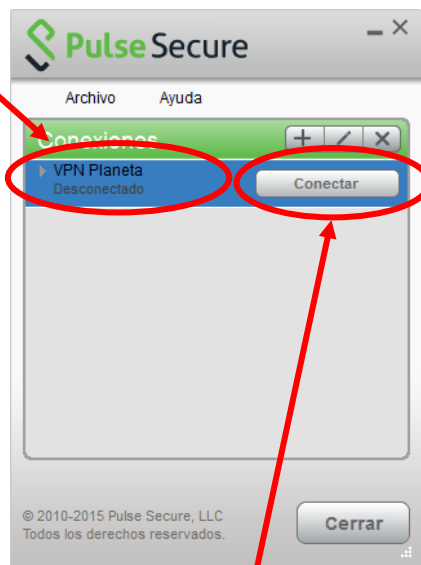 Pulse Secure
Archivo Ayuda
Conexiones
VPN Planeta
Desconectado
Conectar
© 2010-2015 Pulse Secure, LLC
Todos los derechos reservados.
Cerrar